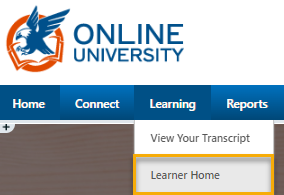 ONLINE
UNIVERSITY
Home Connect Learning Reports
+
View Your Transcript
Learner Home